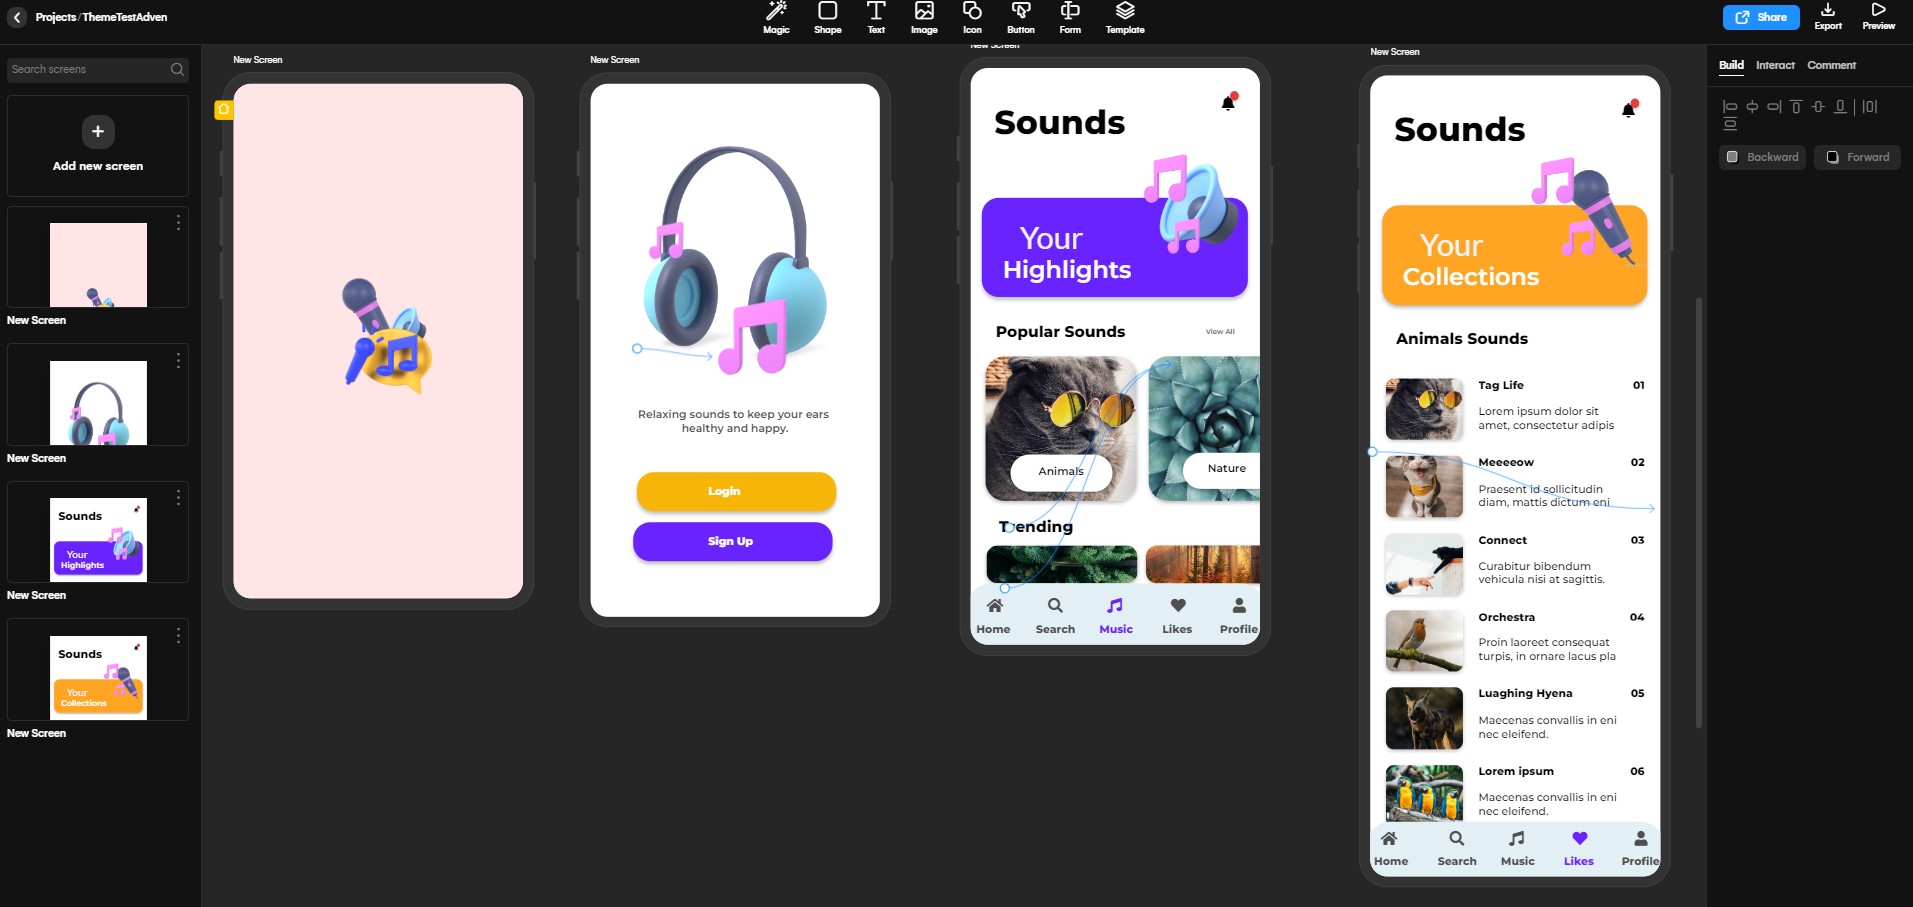 Projects / ThemeTestAdven
Magic
Shape
Text
Image
Icon
Button
Form
Template
Share
Export
Preview
Search screens
Add new screen
New Screen
Sounds
Your
Highlights
New Screen
New Screen
Sounds
Your
Collections
New Screen
New Screen
New Screen
Relaxing sounds to keep your ears
healthy and happy.
Login
Sign Up
New Screen
Sounds
Your
Highlights
Popular Sounds
View All
Animals
Nature
Trending
Home
Search
Music
Likes
Profile
New Screen
Sounds
Your
Collections
Animals Sounds
Tag Life
01
Lorem ipsum dolor sit
amet, consectetur adipis
Meeeeow
02
Praesent id sollicitudin
diam, mattis dictum eni
Connect
03
Curabitur bibendum
vehicula nisi at sagittis.
Orchestra
04
Proin laoreet consequat
turpis, in ornare lacus pla
Luaghing Hyena
05
Maecenas convallis in eni
nec eleifend.
Lorem ipsum
06
Maecenas convallis in eni
nec eleifend.
Home
Search
Music
Likes
Profile
Build
Interact
Comment
Backward
Forward